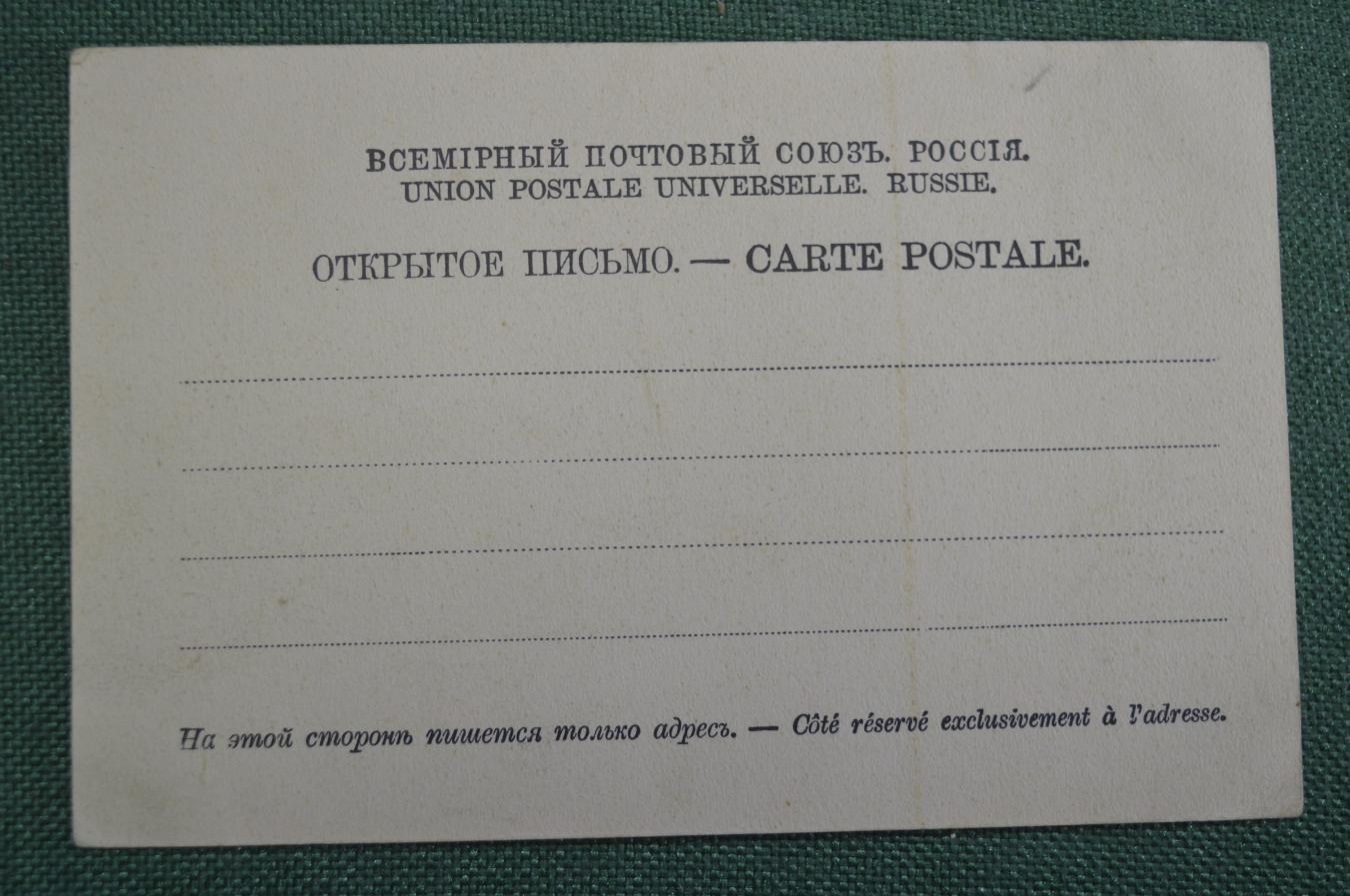 ВСЕМІРНЫЙ ПОЧТОВЫЙ СОЮЗЪ. РОССІЯ.
UNION POSTALE UNIVERSELLE. RUSSIE.
ОТКРЫТОЕ ПИСЬМО. — CARTE POSTALE.
На этой сторонѣ пишется только адресъ. — Côté réservé exclusivement à l'adresse.